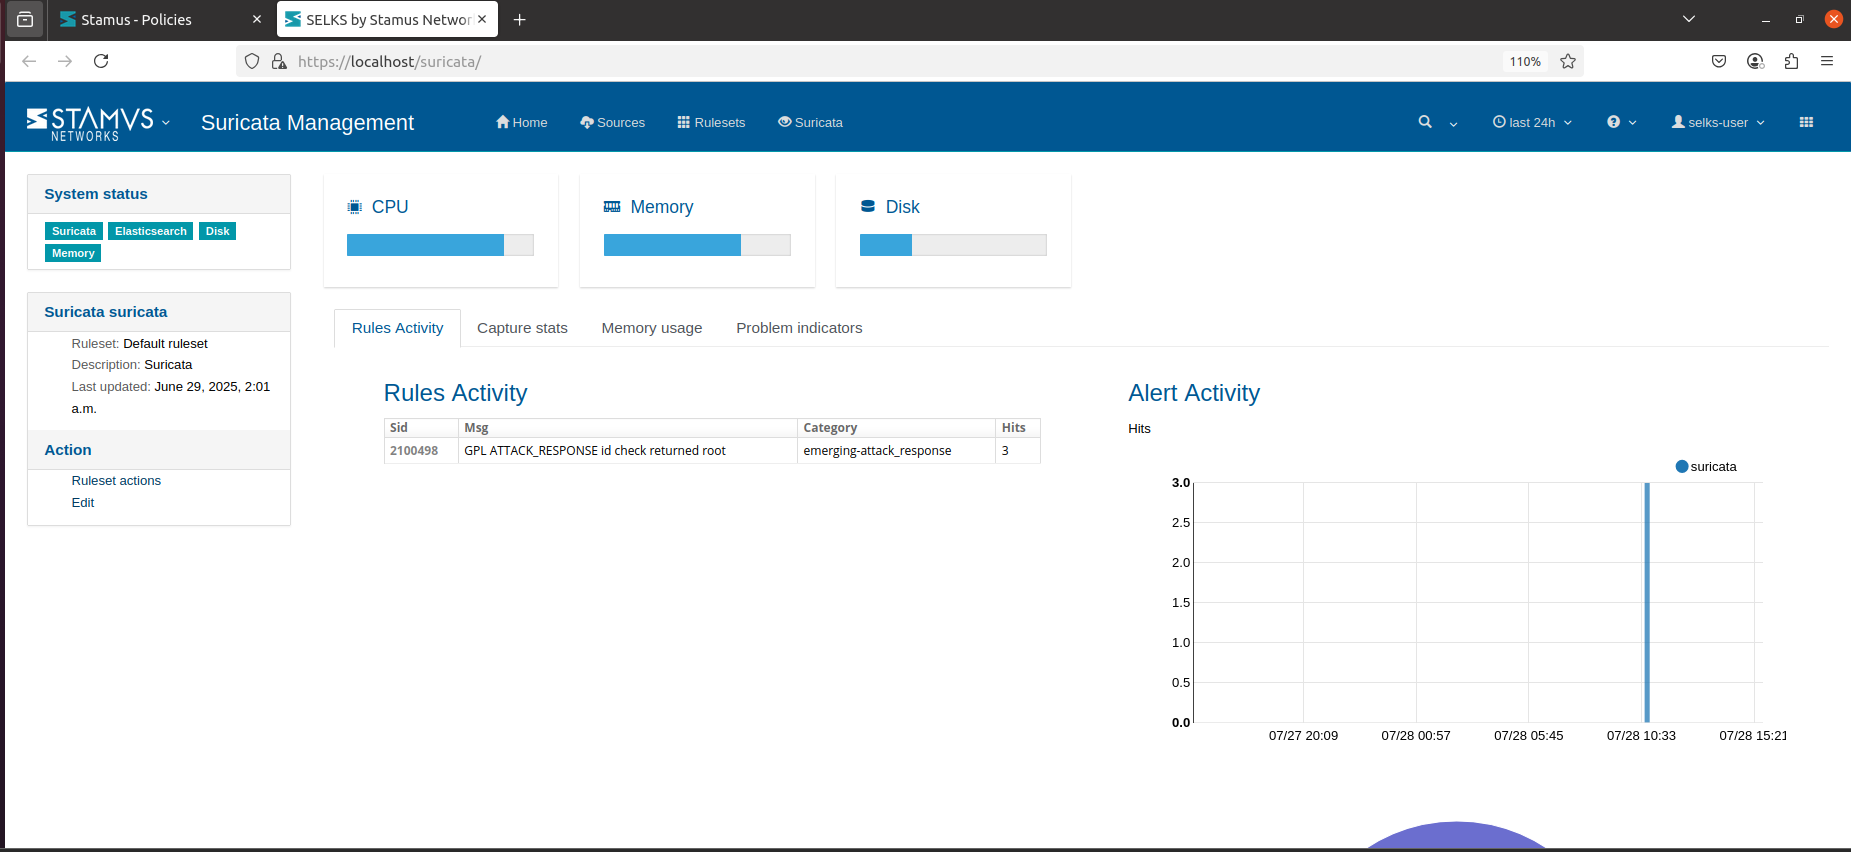 Stamus - Policies
SELKS by Stamus Networ
https://localhost/suricata/
110%
STAMVS
NETWORKS
Suricata Management
Home
Sources
Rulesets
Suricata
last 24h
selks-user
System status
Suricata
Elasticsearch
Disk
Memory
CPU
Memory
Disk
Suricata suricata
Ruleset: Default ruleset
Description: Suricata
Last updated: June 29, 2025, 2:01
a.m.
Action
Ruleset actions
Edit
Rules Activity
Capture stats
Memory usage
Problem indicators
Rules Activity
Sid Msg Category Hits
2100498 GPL ATTACK_RESPONSE id check returned root emerging-attack_response 3
Alert Activity
Hits
suricata
3.0
2.5
2.0
1.5
1.0
0.5
0.0
07/27 20:09
07/28 00:57
07/28 05:45
07/28 10:33
07/28 15:21